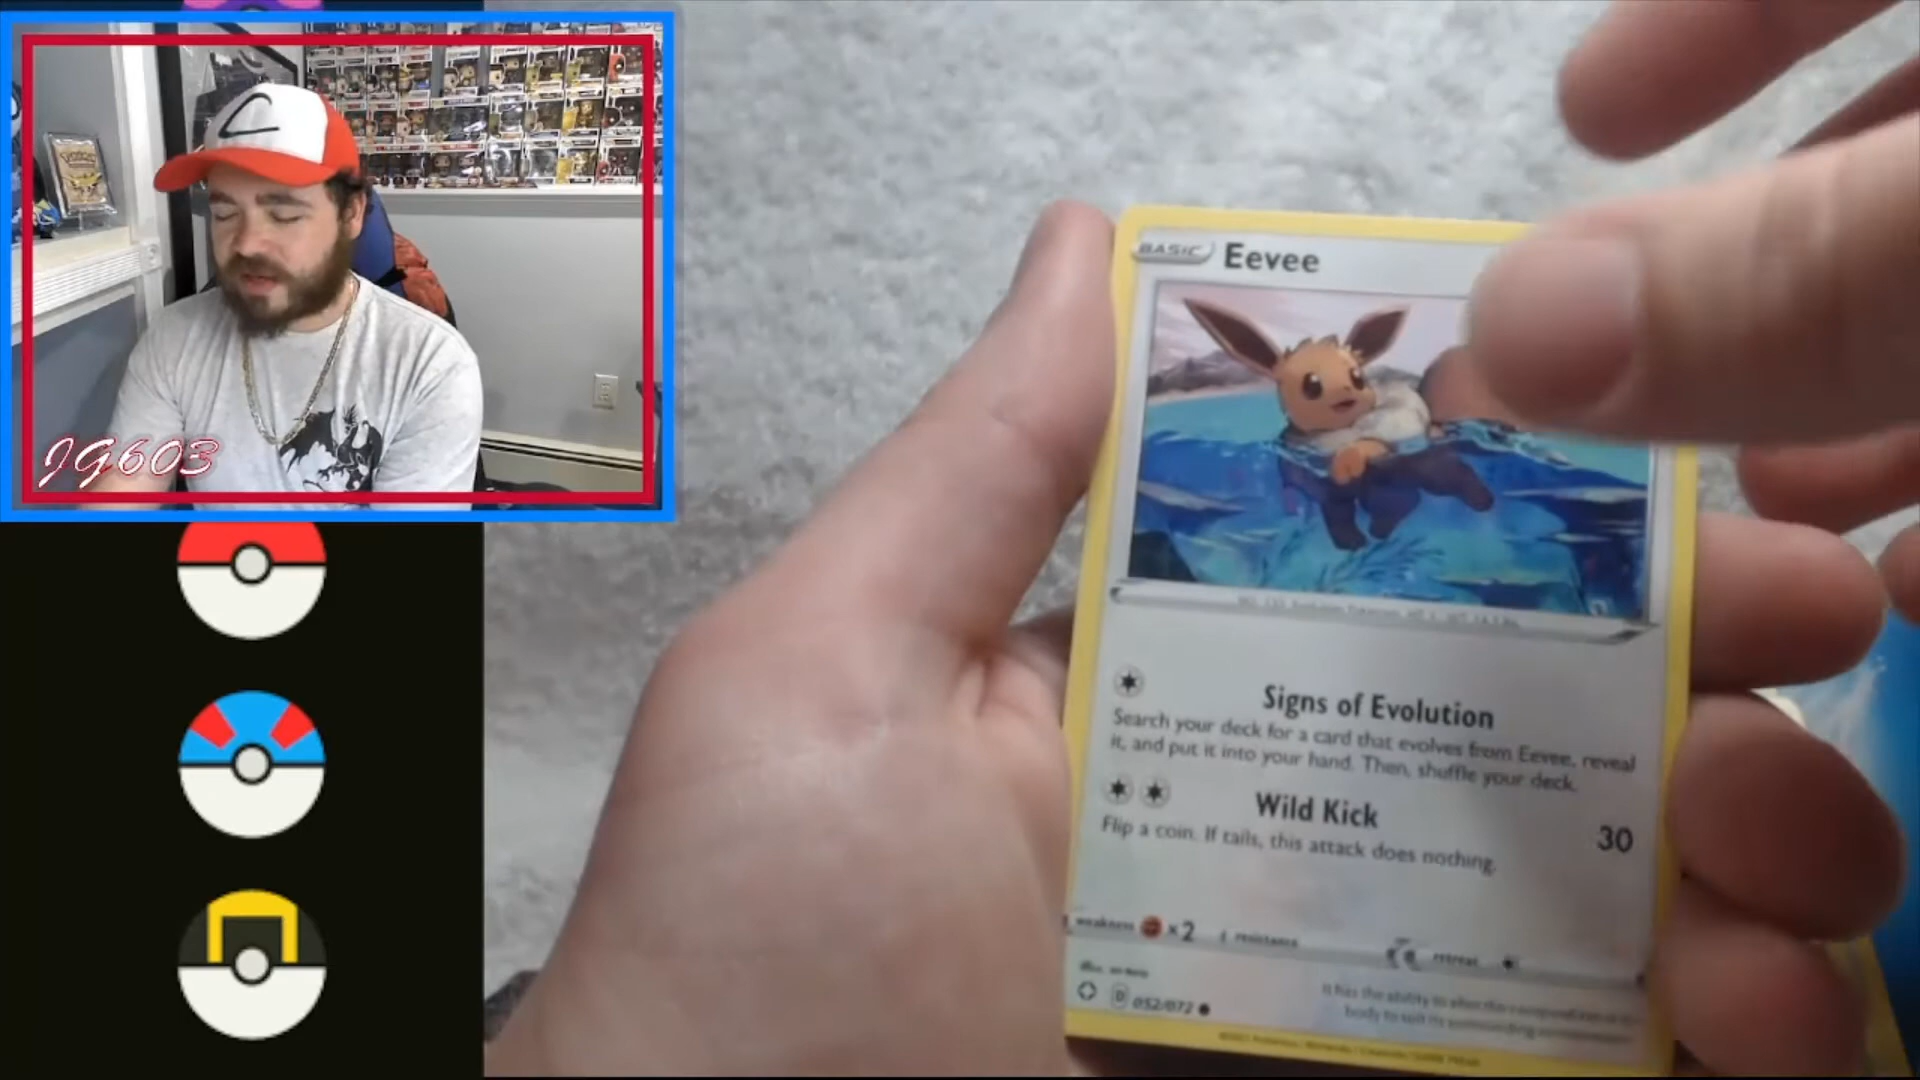 JG603
BASIC Eevee
Signs of Evolution
Search your deck for a card that evolves from Eevee, reveal
it, and put it into your hand. Then, shuffle your deck.
Wild Kick
30
Flip a coin. If tails, this attack does nothing.
weakness ×2 resistance
retreat
D 052/072